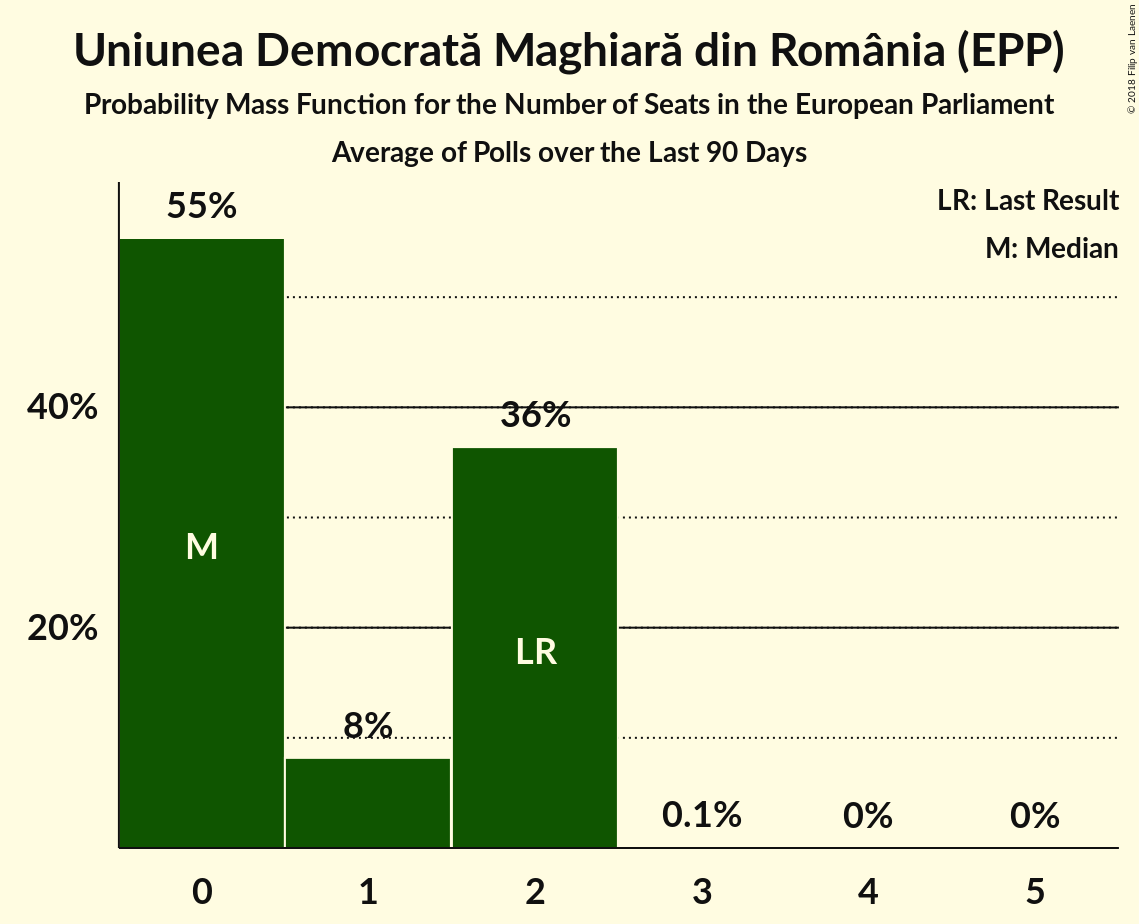 Uniunea Democrată Maghiară din România (EPP)
Probability Mass Function for the Number of Seats in the European Parliament
Average of Polls over the Last 90 Days
© 2018 Filip van Laenen
LR: Last Result
M: Median
55%
40%
36%
M
20%
LR
8%
0.1%
0%
0%
0
1
2
3
4
5